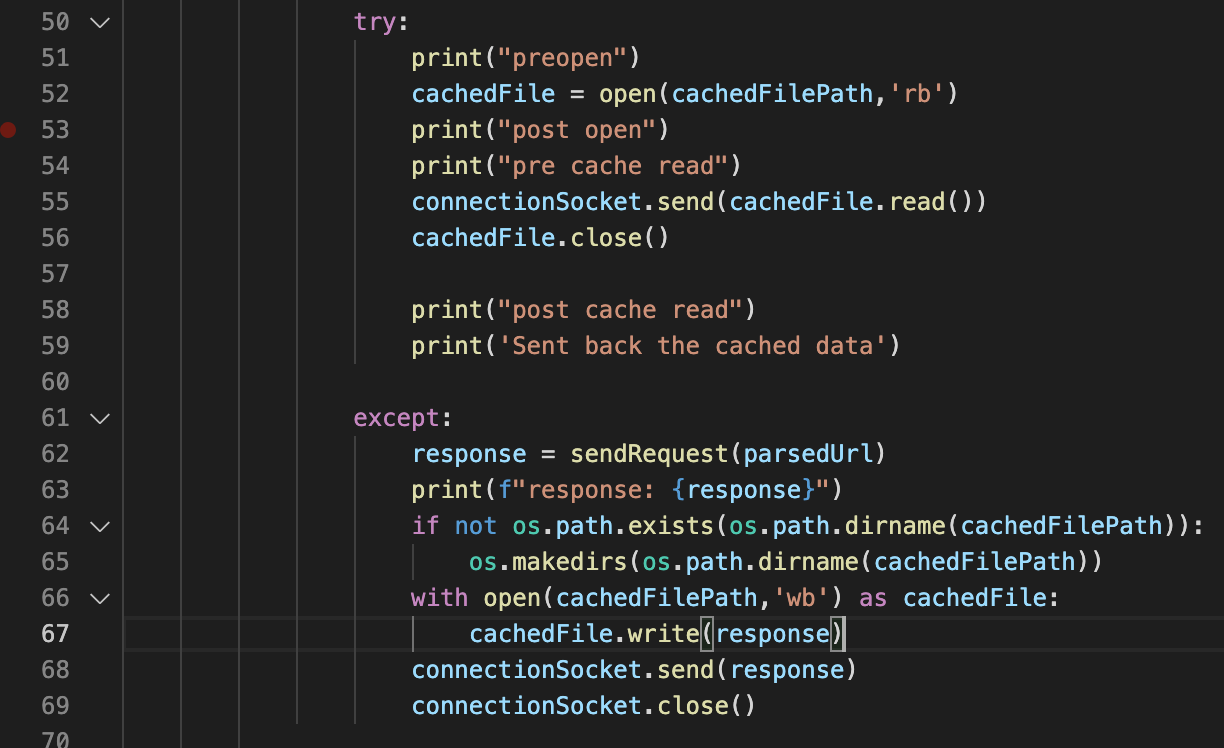 50 try:
51 print("preopen")
52 cachedFile = open(cachedFilePath,'rb')
53 print("post open")
54 print("pre cache read")
55 connectionSocket.send(cachedFile.read())
56 cachedFile.close()
57
58 print("post cache read")
59 print('Sent back the cached data')
60
61 except:
62 response = sendRequest(parsedUrl)
63 print(f"response: {response}")
64 if not os.path.exists(os.path.dirname(cachedFilePath)):
65 os.makedirs(os.path.dirname(cachedFilePath))
66 with open(cachedFilePath,'wb') as cachedFile:
67 cachedFile.write(response)
68 connectionSocket.send(response)
69 connectionSocket.close()
70